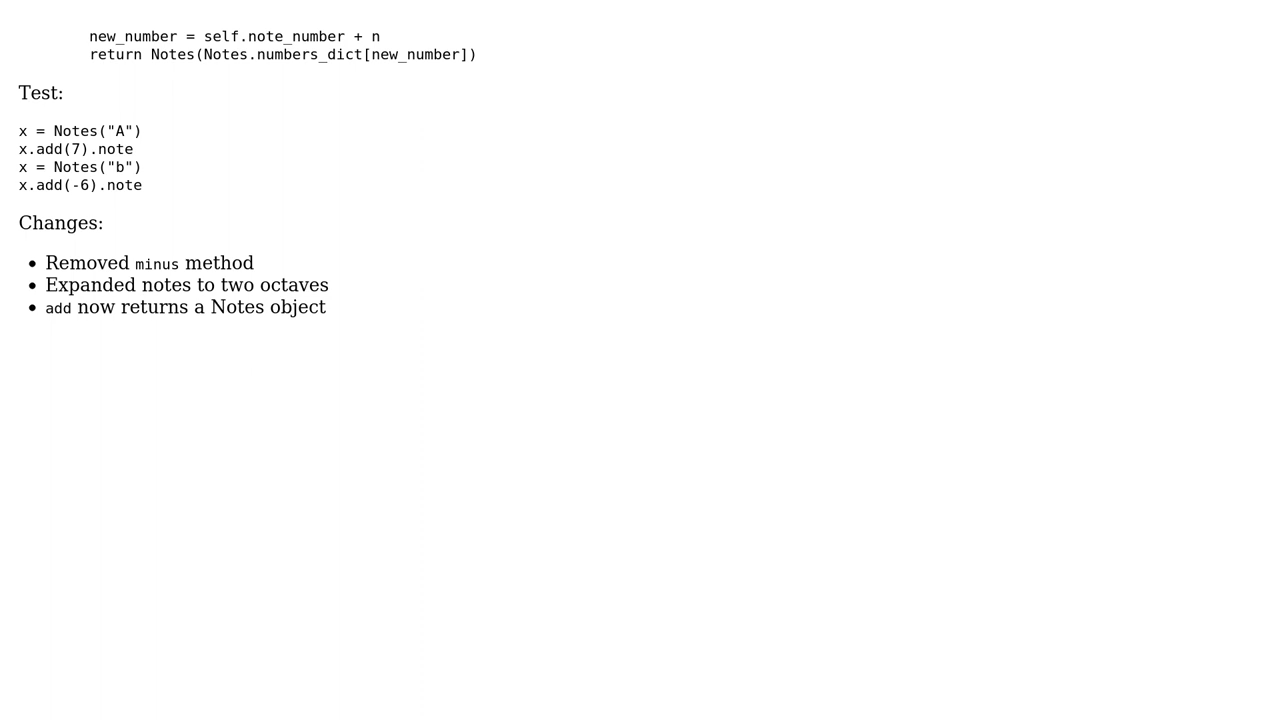 new_number = self.note_number + n
return Notes(Notes.numbers_dict[new_number])
Test:
x = Notes("A")
x.add(7).note
x = Notes("b")
x.add(-6).note
Changes:
• Removed minus method
• Expanded notes to two octaves
• add now returns a Notes object